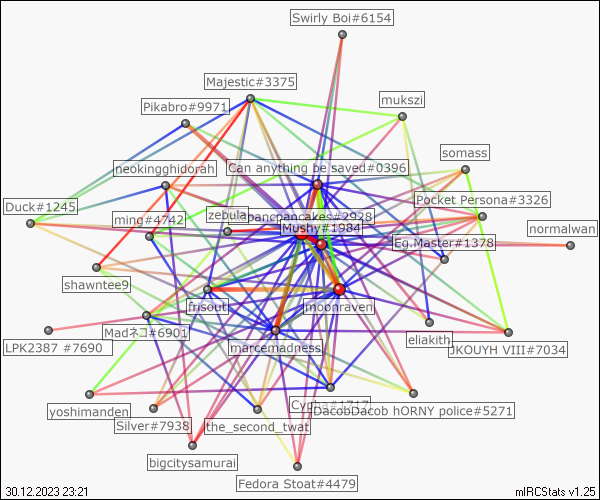 Swirly Boi#6154
Majestic#3375
mukszi
Pikabro#9971
somass
neokingghidorah
Can anything be saved#0396
Pocket Persona#3326
Duck#1245
zebula
pancpancakes#2928
ming#4742
Mushy#1984
normalwan
Eg.Master#1378
shawntee9
frisout
moonraven
Madネコ#6901
eliakith
LPK2387 #7690
marcemadness
JKOUYH VIII#7034
yoshimanden
Cypha#1717
DacobDacob hORNY police#5271
Silver#7938
the_second_twat
bigcitysamurai
Fedora Stoat#4479
30.12.2023 23:21
mIRCStats v1.25